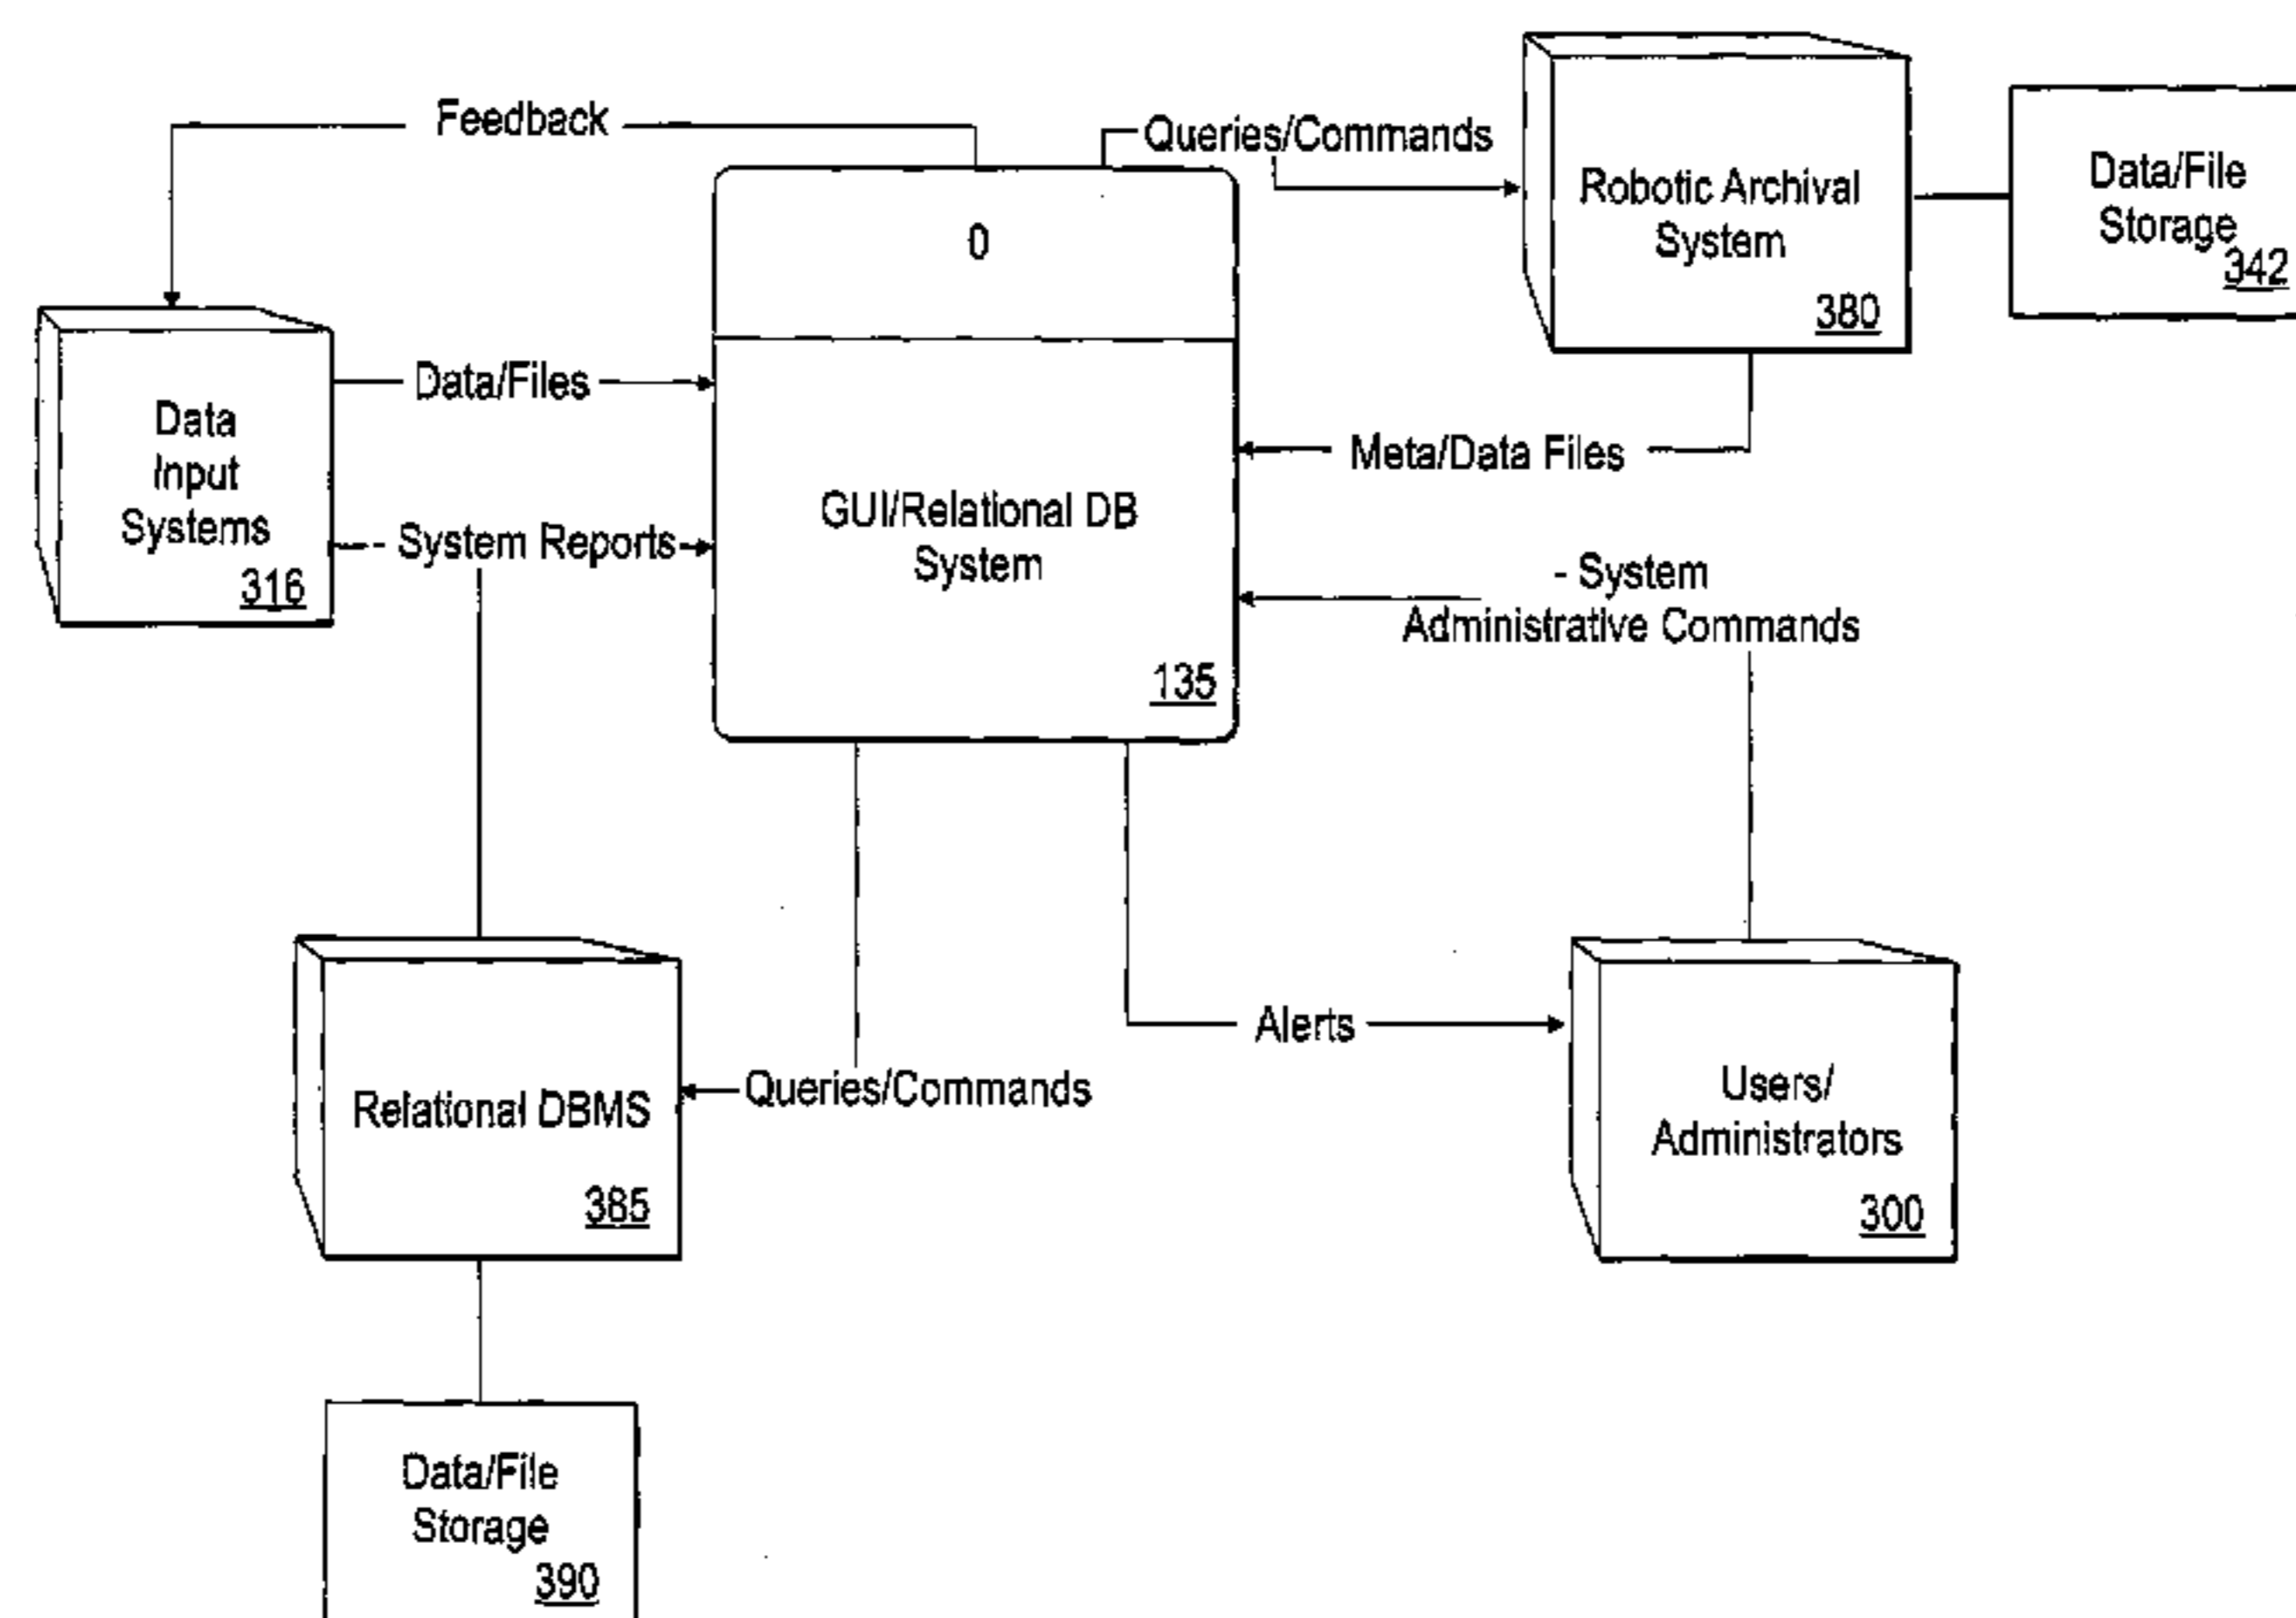 Feedback
Queries/Commands
Robotic Archival
System
380
Data/File
Storage
342
0
Data
Input
Systems
316
Data/Files
System Reports
GUI/Relational DB
System
135
Meta/Data Files
- System
Administrative Commands
Alerts
Queries/Commands
Relational DBMS
385
Users/
Administrators
300
Data/File
Storage
390